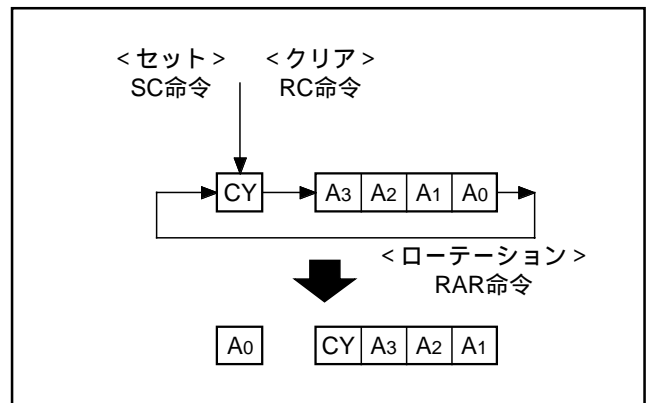 <セット> <クリア>
SC命令 RC命令
CY A3 A2 A1 A0
<ローテーション>
RAR命令
A0 CY A3 A2 A1